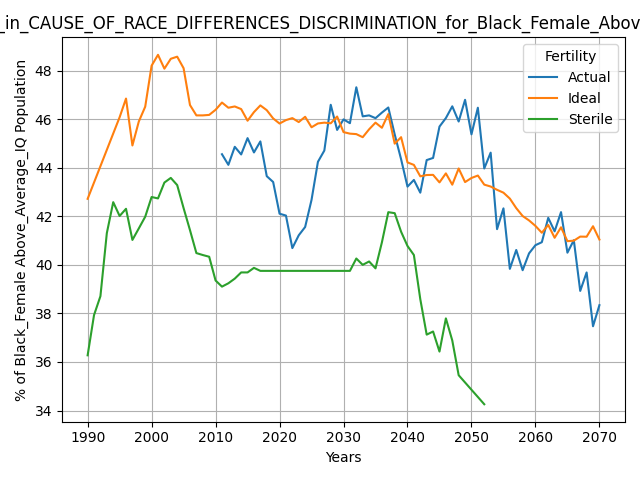 _in_CAUSE_OF_RACE_DIFFERENCES_DISCRIMINATION_for_Black_Female_Abov
Fertility
Actual
Ideal
Sterile
% of Black_Female Above_Average_IQ Population
48
46
44
42
40
38
36
34
1990 2000 2010 2020 2030 2040 2050 2060 2070
Years